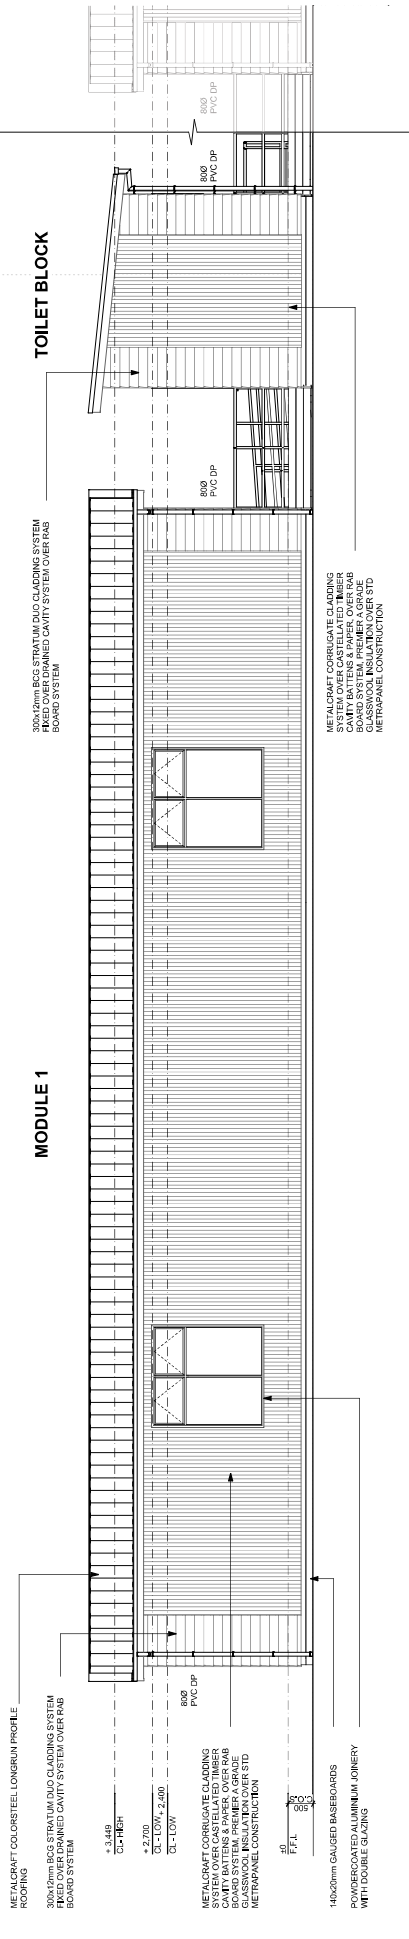 METALCRAFT COLORSTEEL LONGRUN PROFILE
ROOFING
300x12mm BCG STRATUM DUO CLADDING SYSTEM
FIXED OVER DRAINED CAVITY SYSTEM OVER RAB
BOARD SYSTEM
+ 3,449
CL - HIGH
+ 2,700
CL - LOW
+ 2,400
CL - LOW
80Ø
PVC DP
METALCRAFT CORRUGATE CLADDING
SYSTEM OVER CASTELLATED TIMBER
CAVITY BATTENS & PAPER, OVER RAB
BOARD SYSTEM, PREMIER A GRADE
GLASSWOOL INSULATION OVER STD
METRAPANEL CONSTRUCTION
±0
F.F.L
500
C.O.S
140x20mm GAUGED BASEBOARDS
POWDERCOATED ALUMINIUM JOINERY
WITH DOUBLE GLAZING
MODULE 1
300x12mm BCG STRATUM DUO CLADDING SYSTEM
FIXED OVER DRAINED CAVITY SYSTEM OVER RAB
BOARD SYSTEM
80Ø
PVC DP
METALCRAFT CORRUGATE CLADDING
SYSTEM OVER CASTELLATED TIMBER
CAVITY BATTENS & PAPER, OVER RAB
BOARD SYSTEM, PREMIER A GRADE
GLASSWOOL INSULATION OVER STD
METRAPANEL CONSTRUCTION
TOILET BLOCK
80Ø
PVC DP
80Ø
PVC DP